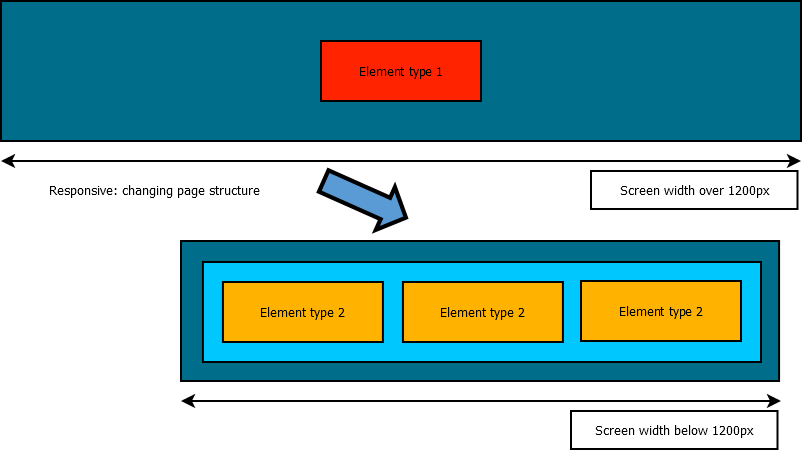 Element type 1
Responsive: changing page structure
Screen width over 1200px
Element type 2
Element type 2
Element type 2
Screen width below 1200px